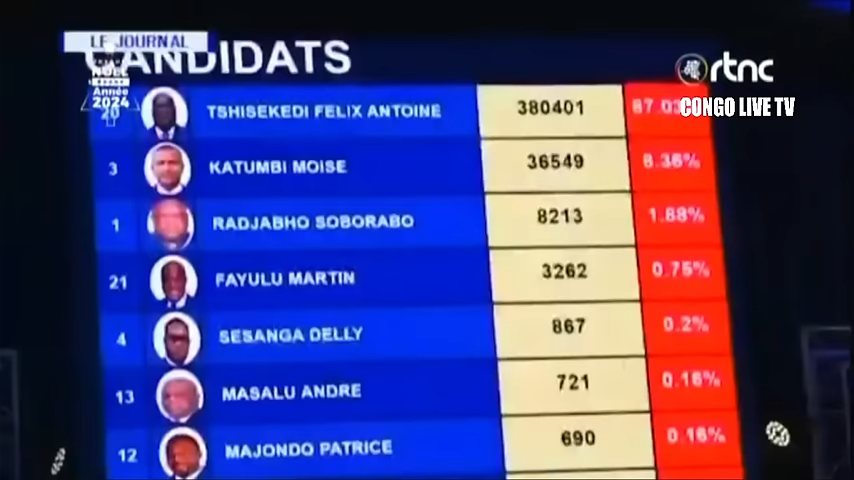 LE JOURNAL
CANDIDATS
NOËL
Année
2024
rtnc
CONGO LIVE TV
20 TSHISEKEDI FELIX ANTOINE 380401
3 KATUMBI MOISE 36549 8.36%
1 RADJABHO SOBORABO 8213 1.88%
21 FAYULU MARTIN 3262 0.75%
4 SESANGA DELLY 867 0.2%
13 MASALU ANDRE 721 0.16%
12 MAJONDO PATRICE 690 0.16%